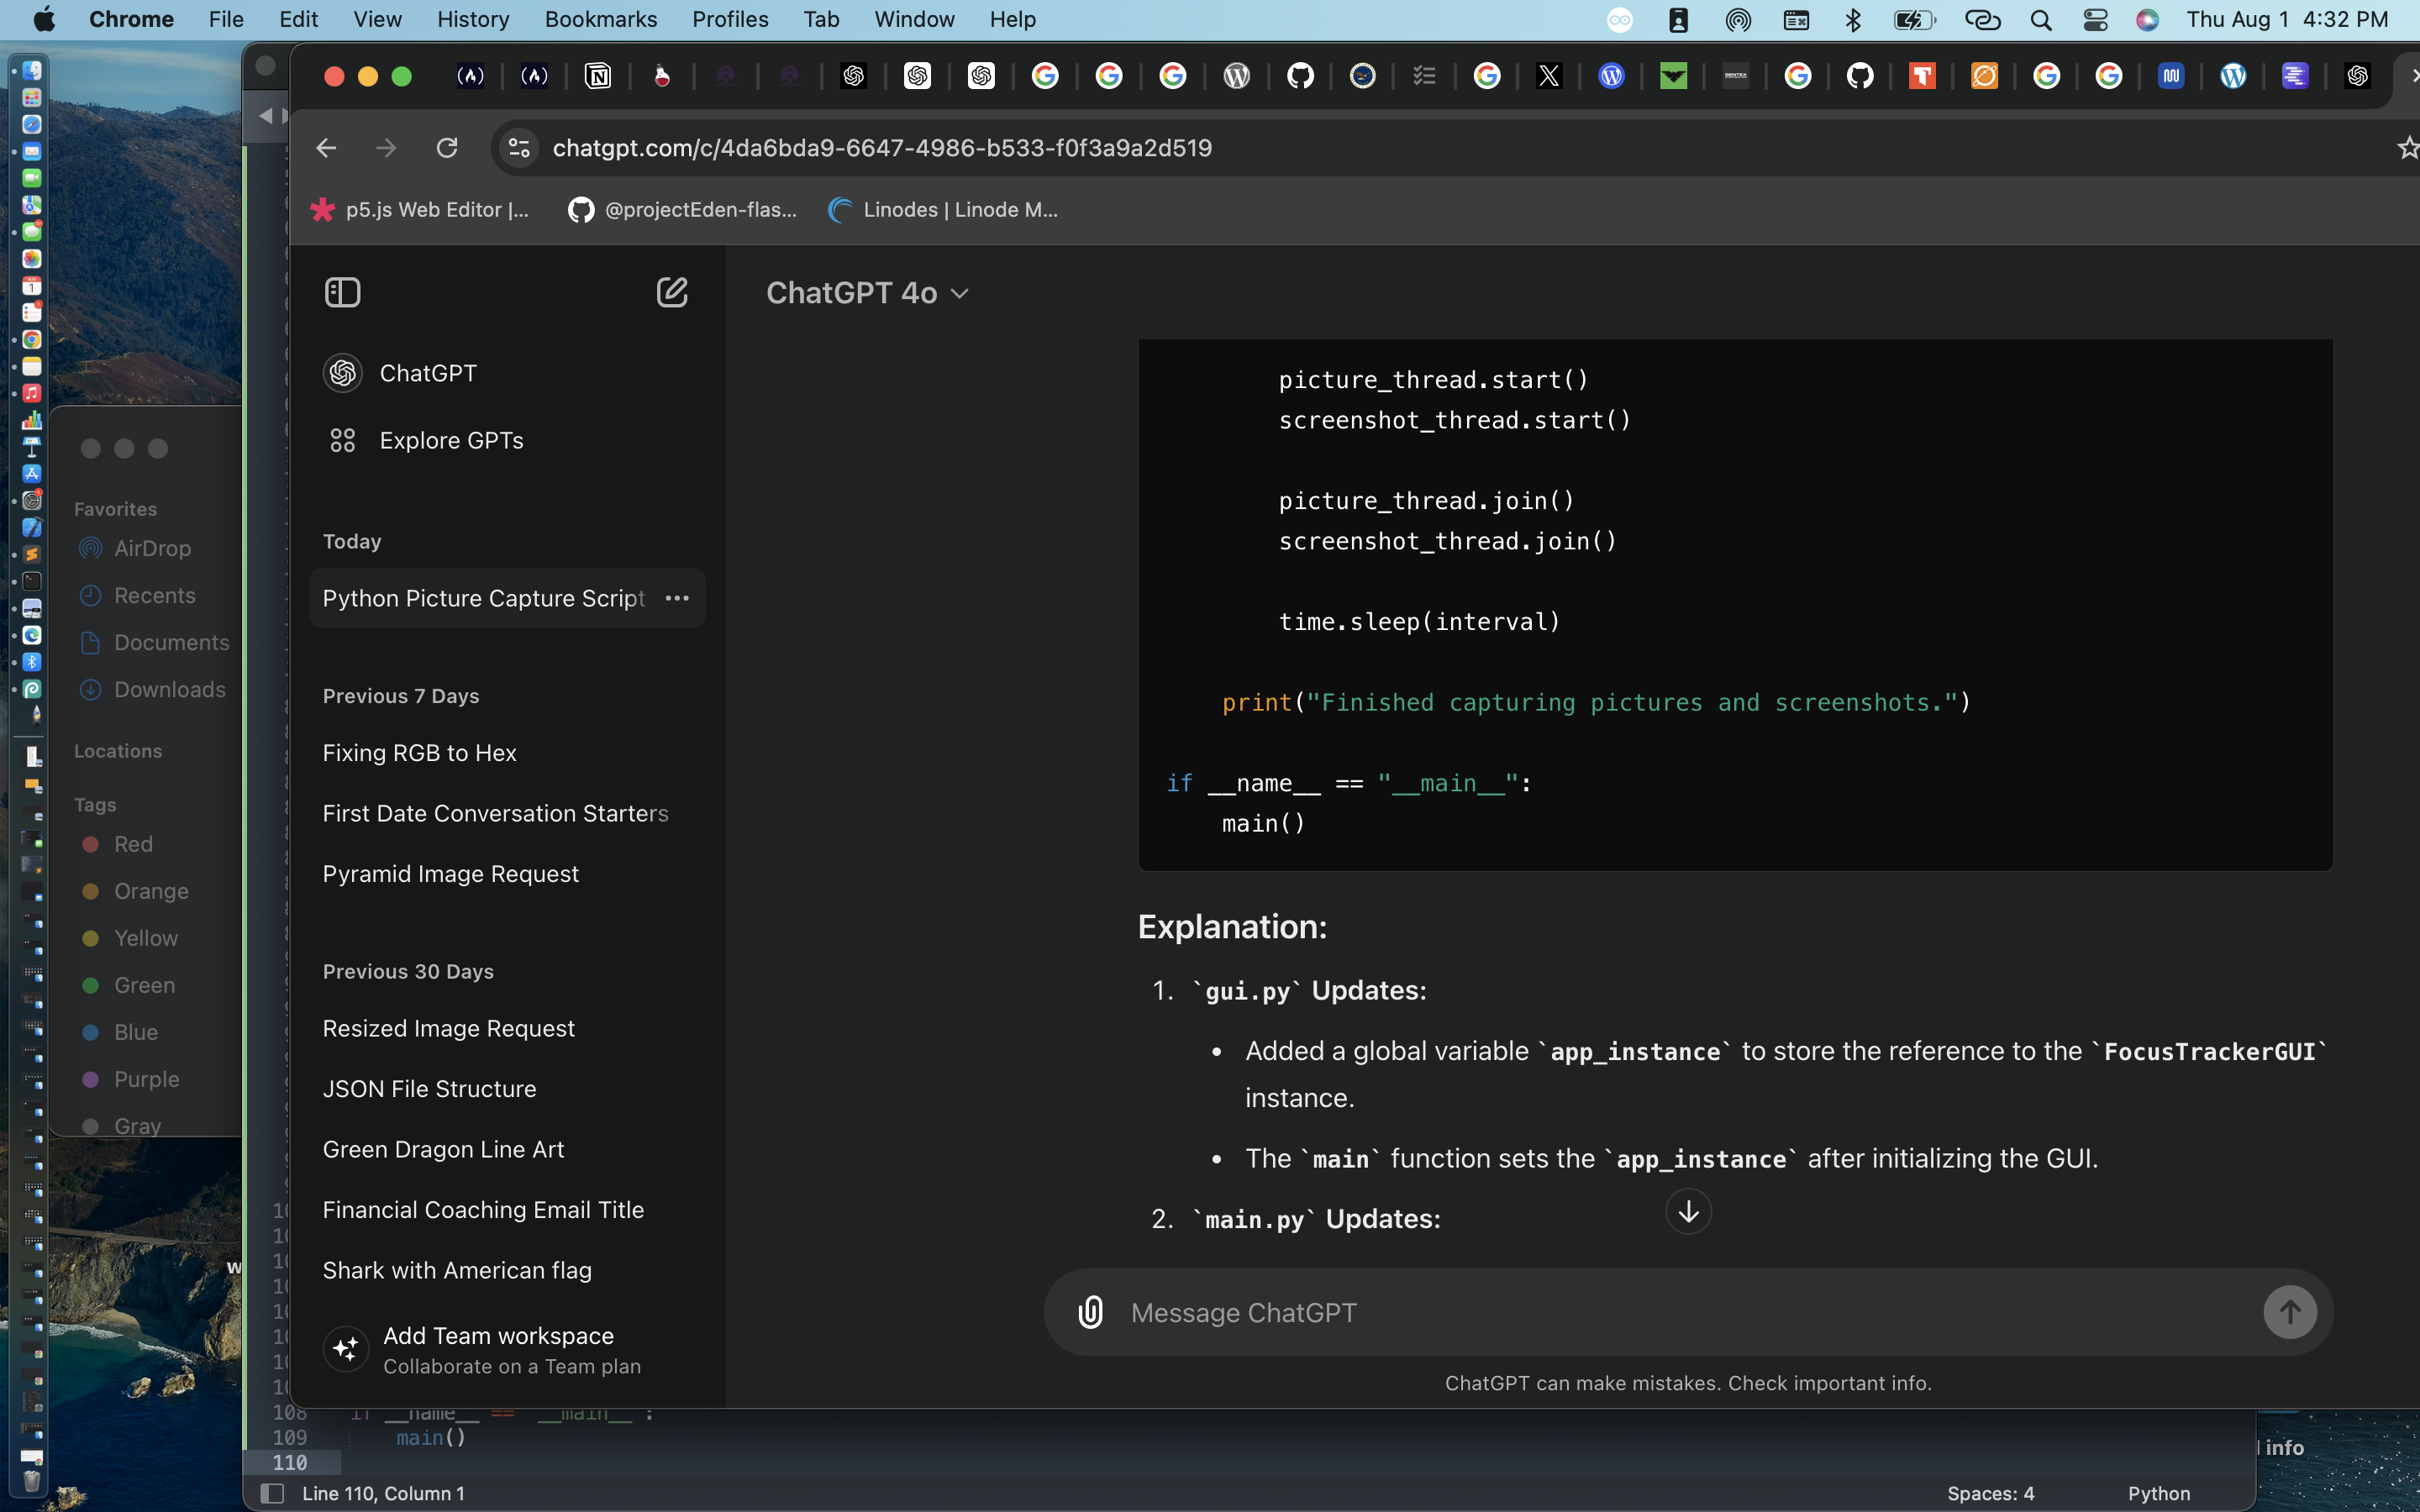 Chrome File Edit View History Bookmarks Profiles Tab Window Help Thu Aug 1 4:32 PM
chatgpt.com/c/4da6bda9-6647-4986-b533-f0f3a9a2d519
p5.js Web Editor |... @projectEden-flas... Linodes | Linode M...
ChatGPT
Explore GPTs
Today
Python Picture Capture Script
Previous 7 Days
Fixing RGB to Hex
First Date Conversation Starters
Pyramid Image Request
Previous 30 Days
Resized Image Request
JSON File Structure
Green Dragon Line Art
Financial Coaching Email Title
Shark with American flag
Add Team workspace
Collaborate on a Team plan
ChatGPT 4o
picture_thread.start()
screenshot_thread.start()
picture_thread.join()
screenshot_thread.join()
time.sleep(interval)
print("Finished capturing pictures and screenshots.")
if __name__ == "__main__":
main()
Explanation:
1. `gui.py` Updates:
• Added a global variable `app_instance` to store the reference to the `FocusTrackerGUI`
instance.
• The `main` function sets the `app_instance` after initializing the GUI.
2. `main.py` Updates:
Message ChatGPT
ChatGPT can make mistakes. Check important info.
Favorites
AirDrop
Recents
Documents
Downloads
Locations
Tags
Red
Orange
Yellow
Green
Blue
Purple
Gray
108 if __name__ == "__main__":
109 main()
110
Line 110, Column 1 Spaces: 4 Python
info